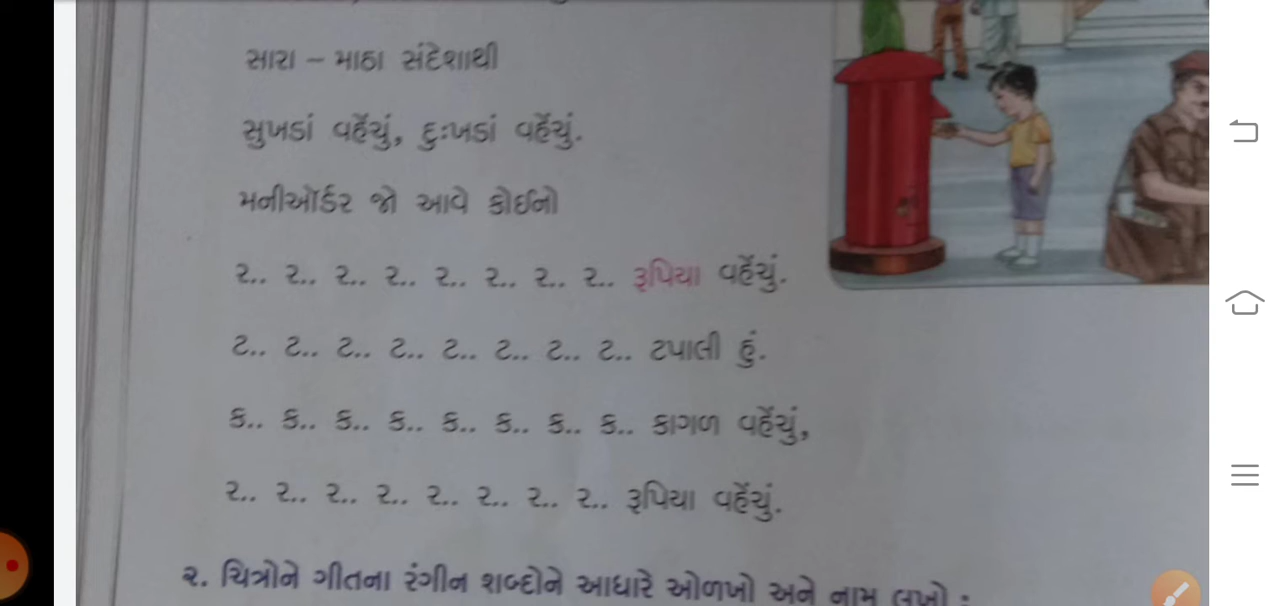 સારા – માઠા સંદેશાથી
સુખડાં વહેંચું, દુઃખડાં વહેંચું.
મનીઑર્ડર જો આવે કોઈનો
ર.. ર.. ર.. ર.. ર.. ર.. ર.. ર.. રૂપિયા વહેંચું.
ટ.. ટ.. ટ.. ટ.. ટ.. ટ.. ટ.. ટ.. ટપાલી હું.
ક.. ક.. ક.. ક.. ક.. ક.. ક.. ક.. કાગળ વહેંચું,
ર.. ર.. ર.. ર.. ર.. ર.. ર.. ર.. રૂપિયા વહેંચું.
૨. ચિત્રોને ગીતના રંગીન શબ્દોને આધારે ઓળખો અને નામ લખો :